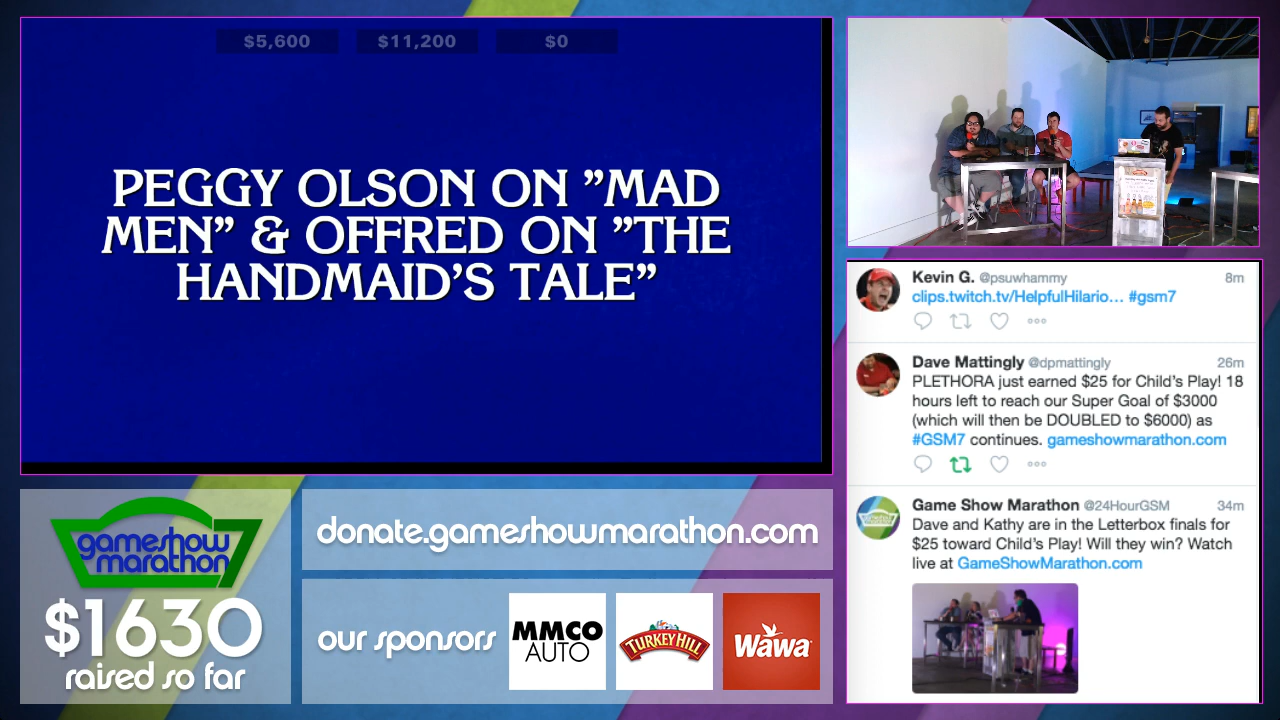 $5,600 $11,200 $0
PEGGY OLSON ON ”MAD
MEN” & OFFRED ON ”THE
HANDMAID’S TALE”
Kevin G. @psuwhammy 8m
clips.twitch.tv/HelpfulHilario… #gsm7
Dave Mattingly @dpmattingly 26m
PLETHORA just earned $25 for Child’s Play! 18
hours left to reach our Super Goal of $3000
(which will then be DOUBLED to $6000) as
#GSM7 continues. gameshowmarathon.com
Game Show Marathon @24HourGSM 34m
Dave and Kathy are in the Letterbox finals for
$25 toward Child’s Play! Will they win? Watch
live at GameShowMarathon.com
gameshow
marathon
7
$1630
raised so far
donate.gameshowmarathon.com
our sponsors
MMCO
AUTO
TURKEY HILL
Wawa